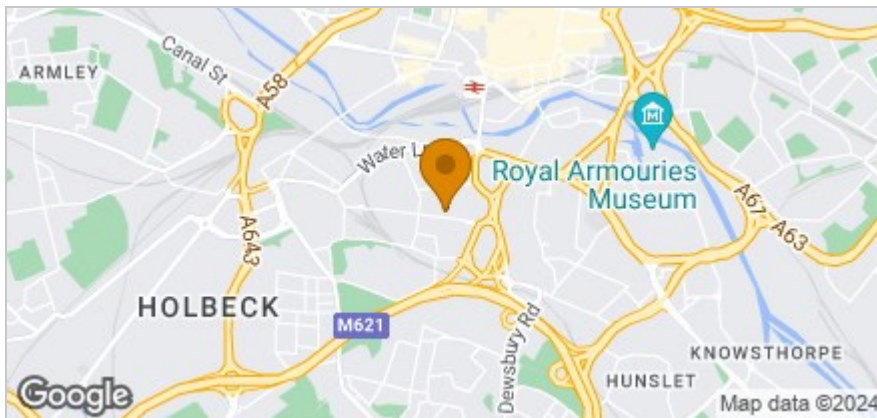 ARMLEY
Canal St
A58
Water L
Royal Armouries
Museum
A67
A63
A643
HOLBECK
M621
Dewsbury Rd
KNOWSTHORPE
HUNSLET
Google
Map data ©2024